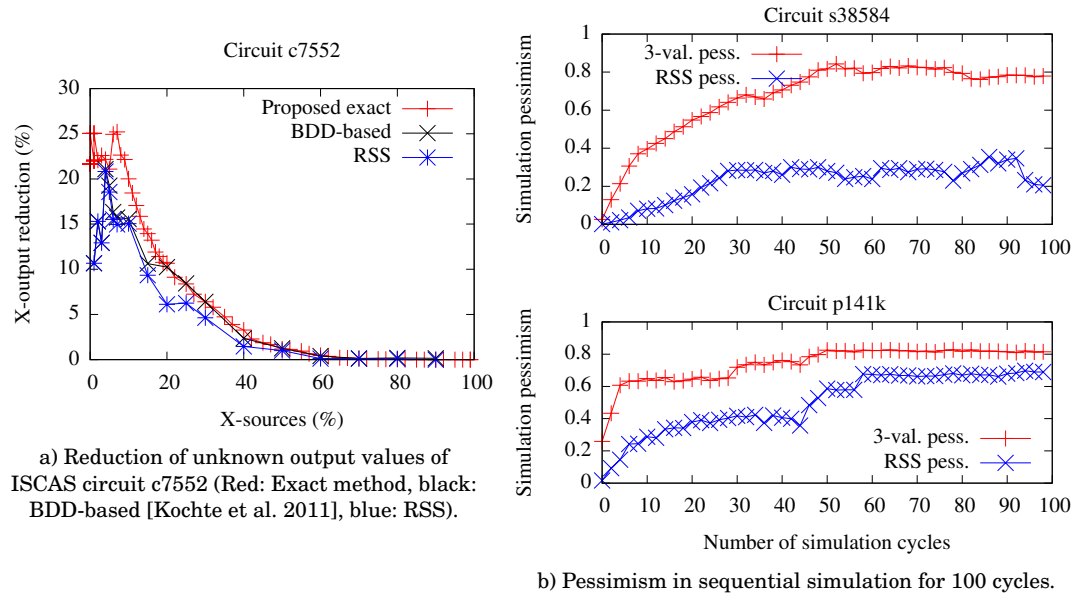 Circuit c7552
X-output reduction (%)
30
25
20
15
10
5
0
Proposed exact
BDD-based
RSS
0 20 40 60 80 100
X-sources (%)
a) Reduction of unknown output values of
ISCAS circuit c7552 (Red: Exact method, black:
BDD-based [Kochte et al. 2011], blue: RSS).
Circuit s38584
Simulation pessimism
1
0.8
0.6
0.4
0.2
0
3-val. pess.
RSS pess.
0 10 20 30 40 50 60 70 80 90 100
Circuit p141k
Simulation pessimism
1
0.8
0.6
0.4
0.2
0
3-val. pess.
RSS pess.
0 10 20 30 40 50 60 70 80 90 100
Number of simulation cycles
b) Pessimism in sequential simulation for 100 cycles.